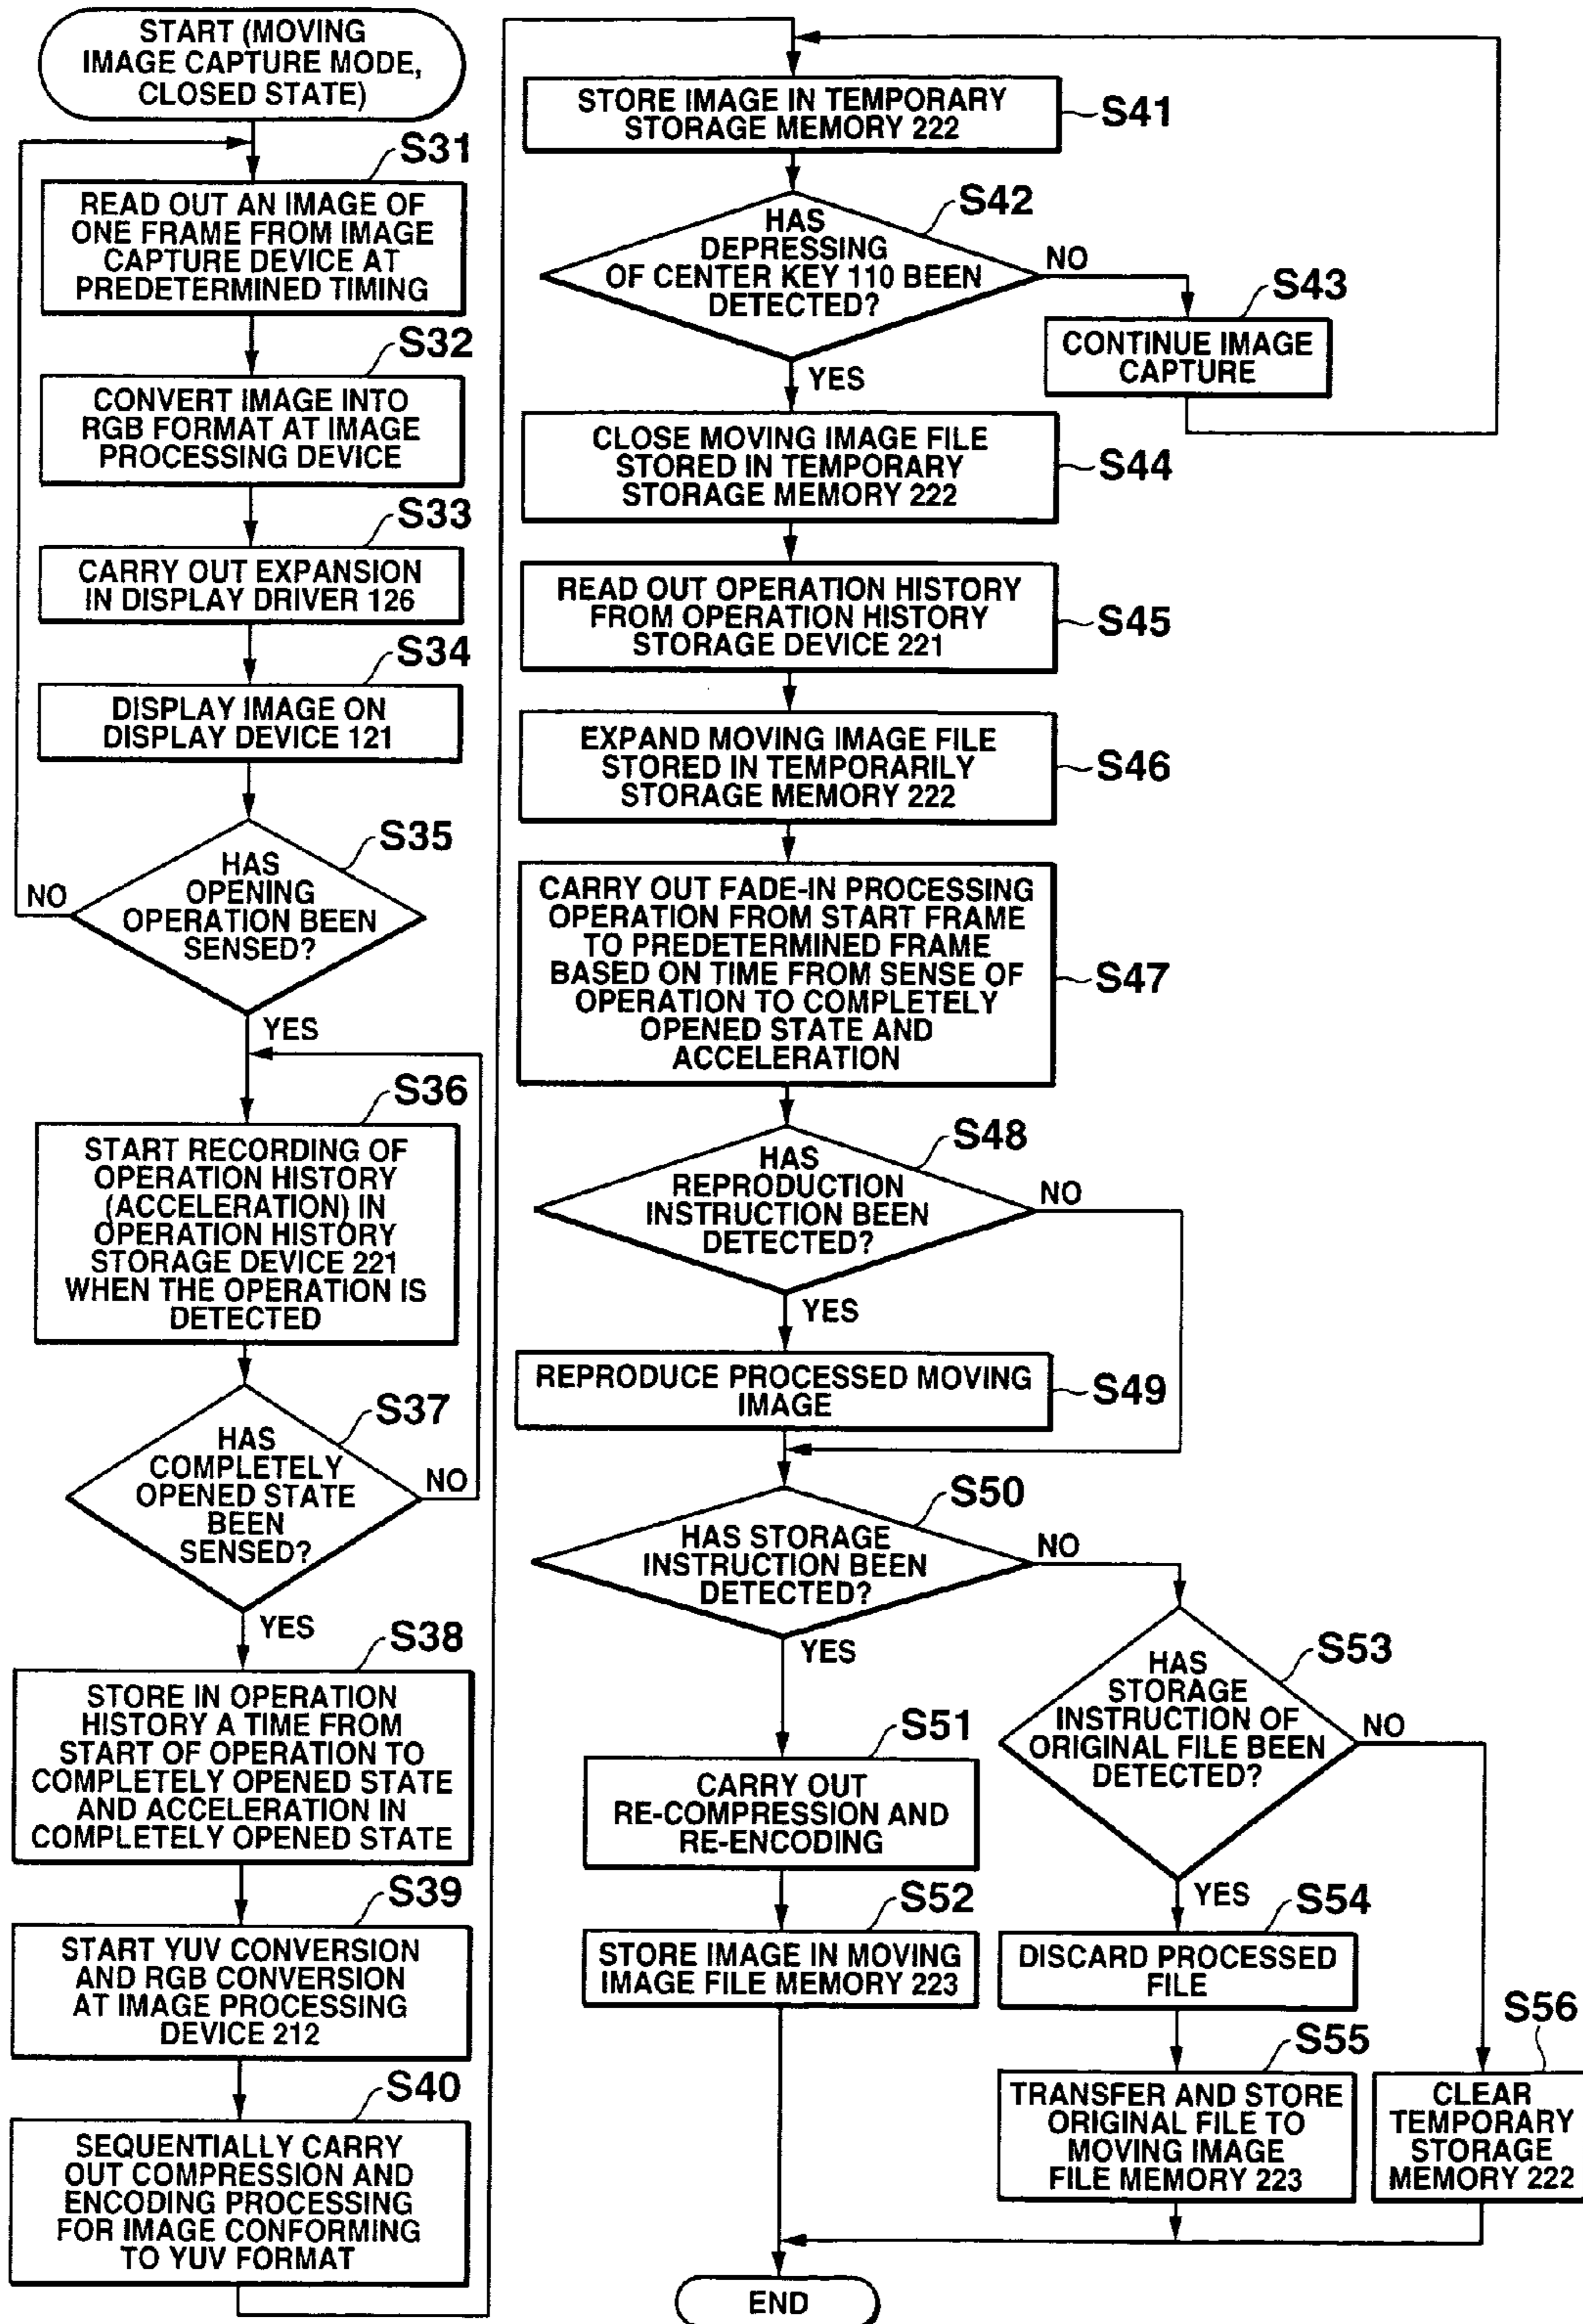 START (MOVING
IMAGE CAPTURE MODE,
CLOSED STATE)
S31
READ OUT AN IMAGE OF
ONE FRAME FROM IMAGE
CAPTURE DEVICE AT
PREDETERMINED TIMING
S32
CONVERT IMAGE INTO
RGB FORMAT AT IMAGE
PROCESSING DEVICE
S33
CARRY OUT EXPANSION
IN DISPLAY DRIVER 126
S34
DISPLAY IMAGE ON
DISPLAY DEVICE 121
S35
HAS
OPENING
OPERATION BEEN
SENSED?
NO
YES
S36
START RECORDING OF
OPERATION HISTORY
(ACCELERATION) IN
OPERATION HISTORY
STORAGE DEVICE 221
WHEN THE OPERATION IS
DETECTED
S37
HAS
COMPLETELY
OPENED STATE
BEEN
SENSED?
NO
YES
S38
STORE IN OPERATION
HISTORY A TIME FROM
START OF OPERATION TO
COMPLETELY OPENED STATE
AND ACCELERATION IN
COMPLETELY OPENED STATE
S39
START YUV CONVERSION
AND RGB CONVERSION
AT IMAGE PROCESSING
DEVICE 212
S40
SEQUENTIALLY CARRY
OUT COMPRESSION AND
ENCODING PROCESSING
FOR IMAGE CONFORMING
TO YUV FORMAT
STORE IMAGE IN TEMPORARY
STORAGE MEMORY 222
S41
S42
HAS
DEPRESSING
OF CENTER KEY 110 BEEN
DETECTED?
NO
S43
CONTINUE IMAGE
CAPTURE
YES
CLOSE MOVING IMAGE FILE
STORED IN TEMPORARY
STORAGE MEMORY 222
S44
READ OUT OPERATION HISTORY
FROM OPERATION HISTORY
STORAGE DEVICE 221
S45
EXPAND MOVING IMAGE FILE
STORED IN TEMPORARILY
STORAGE MEMORY 222
S46
CARRY OUT FADE-IN PROCESSING
OPERATION FROM START FRAME
TO PREDETERMINED FRAME
BASED ON TIME FROM SENSE OF
OPERATION TO COMPLETELY
OPENED STATE AND
ACCELERATION
S47
S48
HAS
REPRODUCTION
INSTRUCTION BEEN
DETECTED?
NO
YES
REPRODUCE PROCESSED MOVING
IMAGE
S49
S50
HAS STORAGE
INSTRUCTION BEEN
DETECTED?
NO
YES
S51
CARRY OUT
RE-COMPRESSION AND
RE-ENCODING
S52
STORE IMAGE IN MOVING
IMAGE FILE MEMORY 223
S53
HAS
STORAGE
INSTRUCTION OF
ORIGINAL FILE BEEN
DETECTED?
NO
YES
S54
DISCARD PROCESSED
FILE
S55
TRANSFER AND STORE
ORIGINAL FILE TO
MOVING IMAGE
FILE MEMORY 223
S56
CLEAR
TEMPORARY
STORAGE
MEMORY 222
END